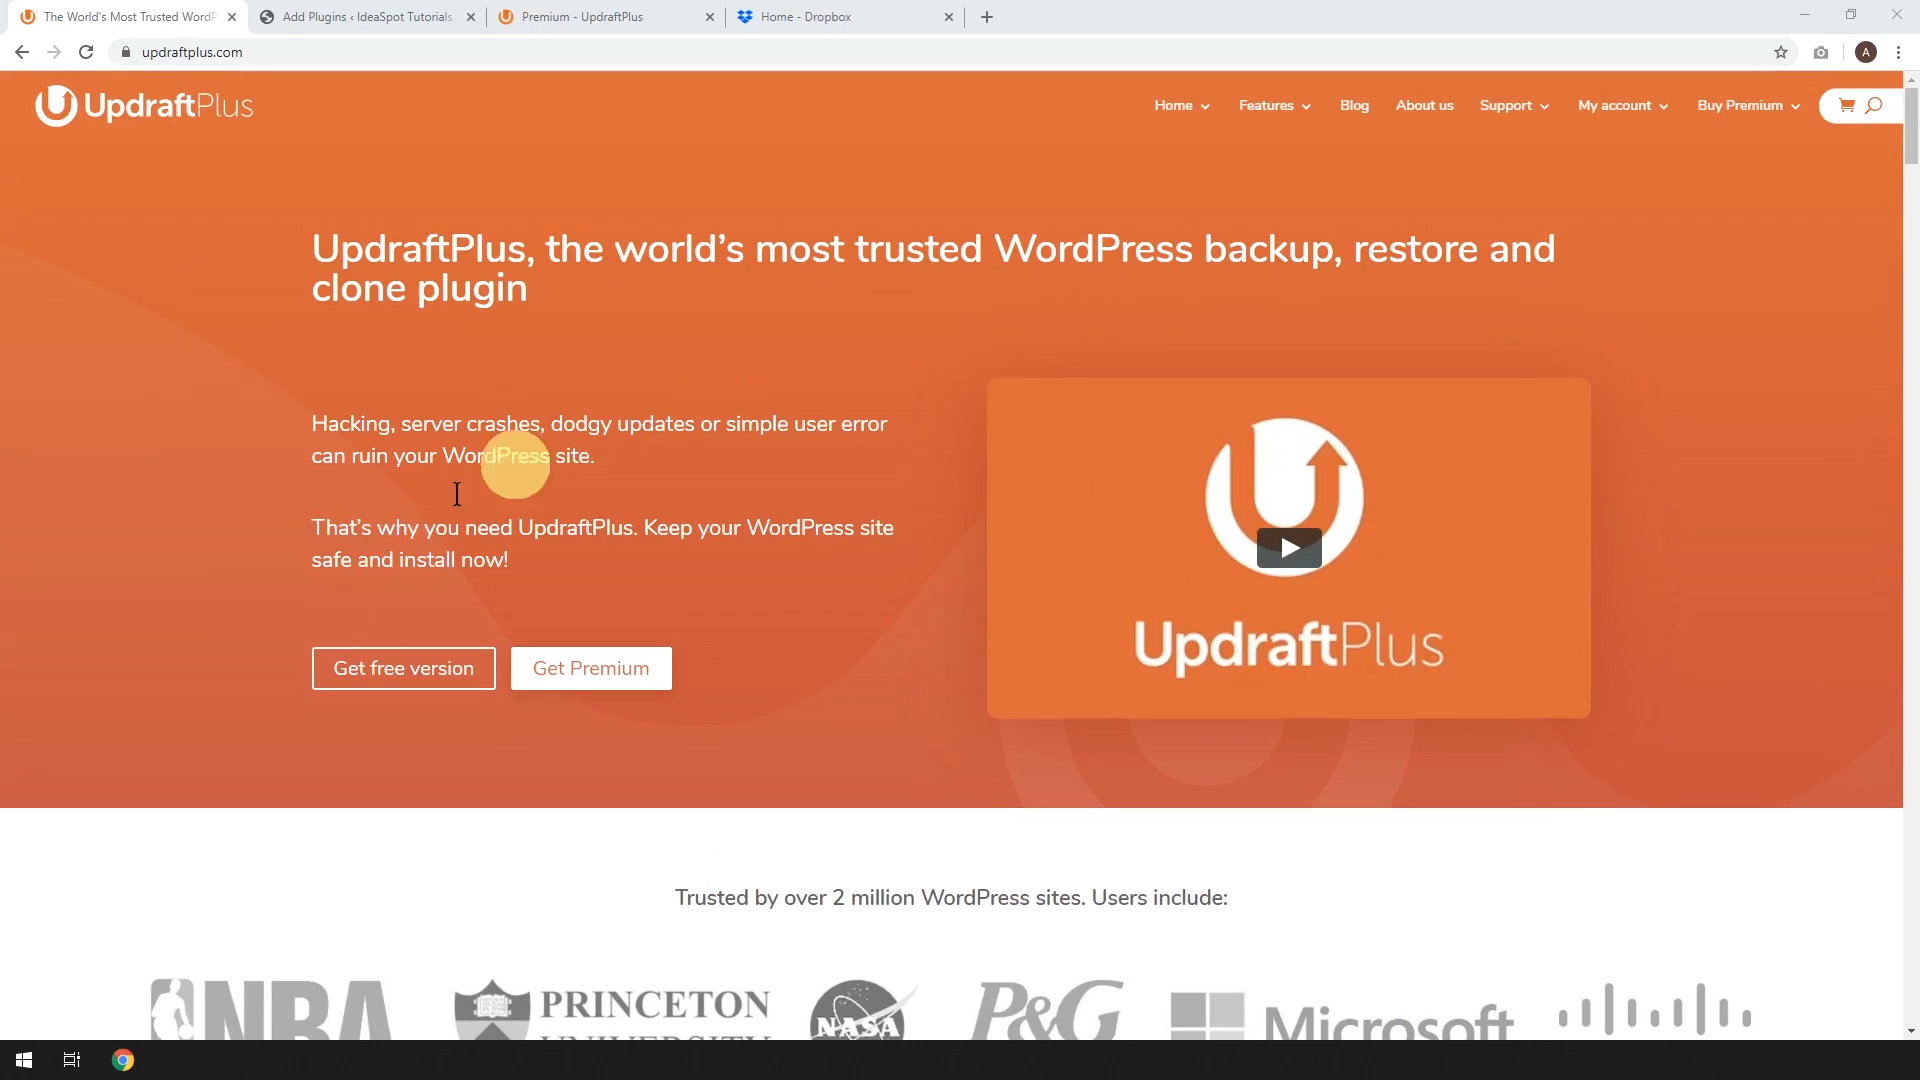 The World's Most Trusted WordP
Add Plugins ‹ IdeaSpot Tutorials
Premium - UpdraftPlus
Home - Dropbox
updraftplus.com
A
UpdraftPlus
Home
Features
Blog
About us
Support
My account
Buy Premium
UpdraftPlus, the world’s most trusted WordPress backup, restore and
clone plugin
Hacking, server crashes, dodgy updates or simple user error
can ruin your WordPress site.
That’s why you need UpdraftPlus. Keep your WordPress site
safe and install now!
Get free version
Get Premium
UpdraftPlus
Trusted by over 2 million WordPress sites. Users include:
NBA
PRINCETON
UNIVERSITY
NASA
P&G
Microsoft